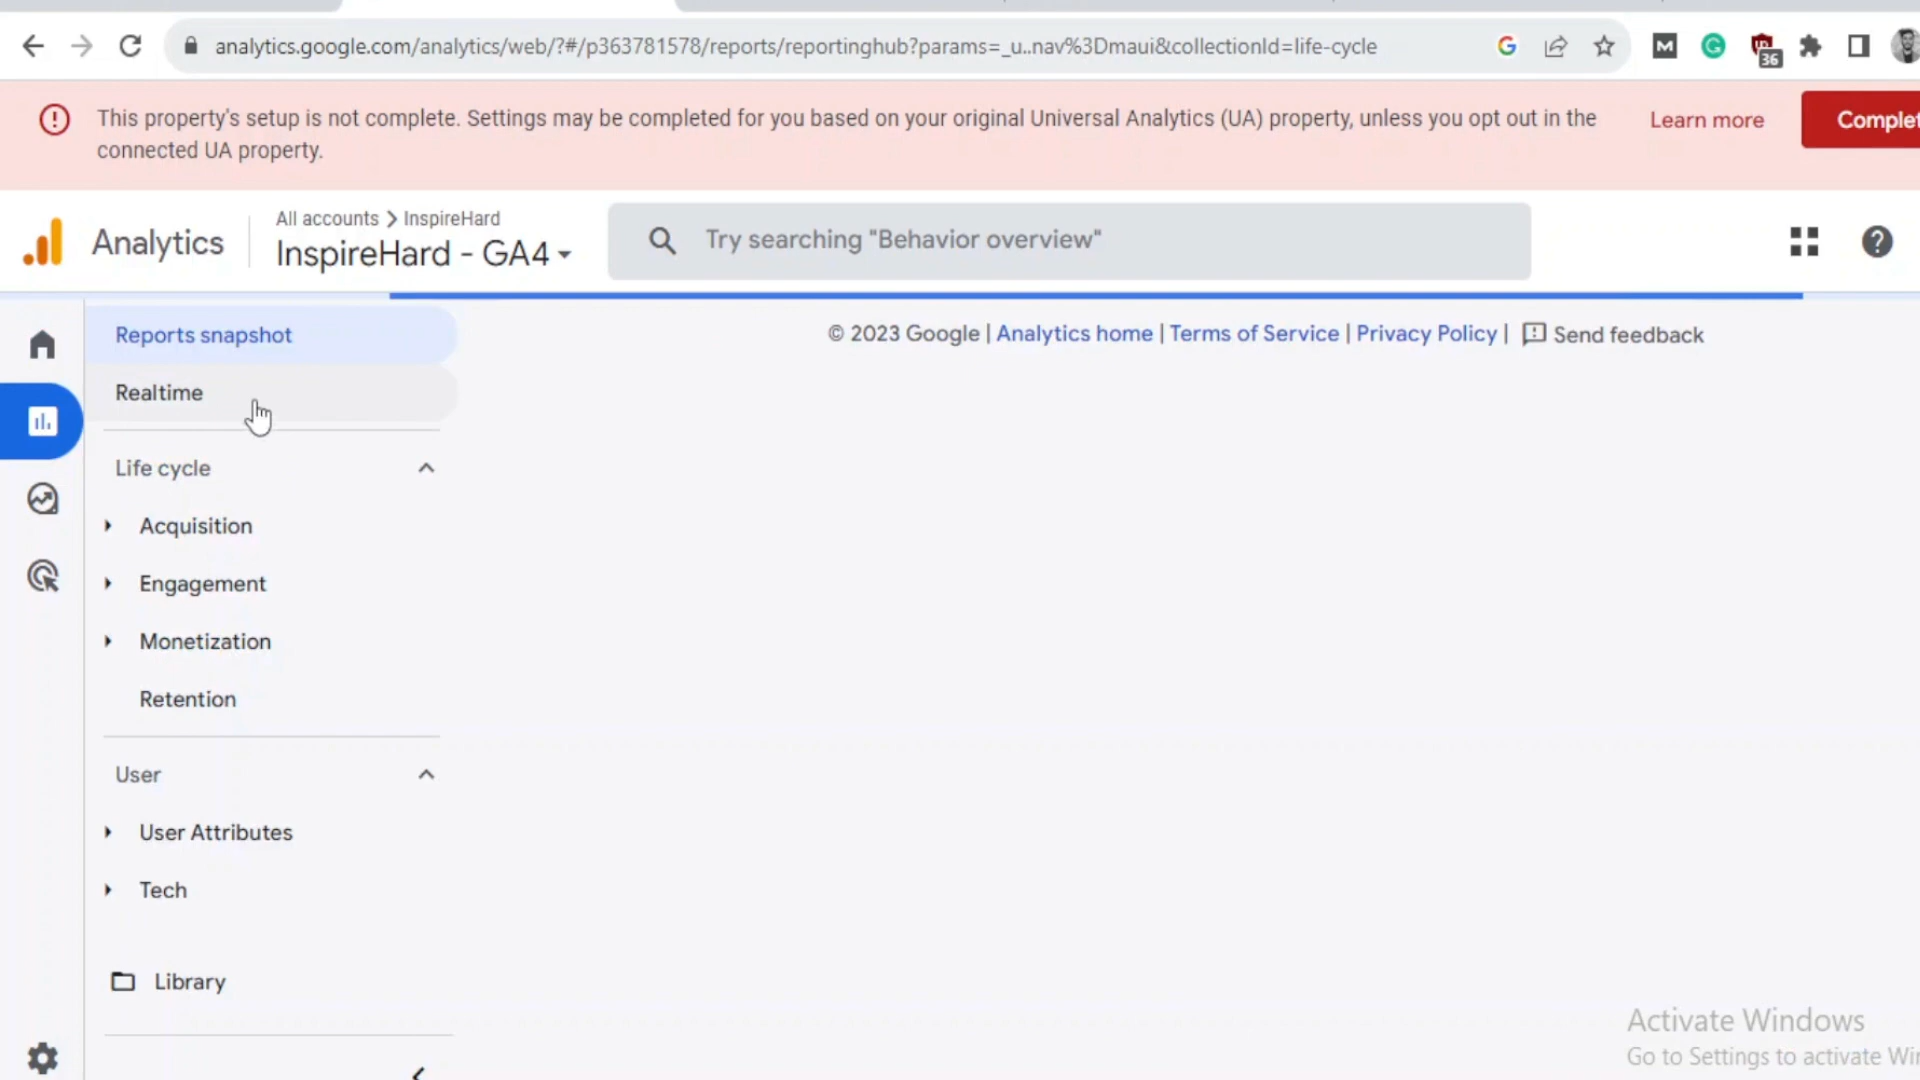 analytics.google.com/analytics/web/?#/p363781578/reports/reportinghub?params=_u..nav%3Dmaui&collectionId=life-cycle
G
M
G
36
This property's setup is not complete. Settings may be completed for you based on your original Universal Analytics (UA) property, unless you opt out in the
connected UA property.
Learn more
Complet
Analytics
All accounts > InspireHard
InspireHard - GA4
Try searching "Behavior overview"
Reports snapshot
© 2023 Google | Analytics home | Terms of Service | Privacy Policy | Send feedback
Realtime
Life cycle
Acquisition
Engagement
Monetization
Retention
User
User Attributes
Tech
Library
Activate Windows
Go to Settings to activate Wi